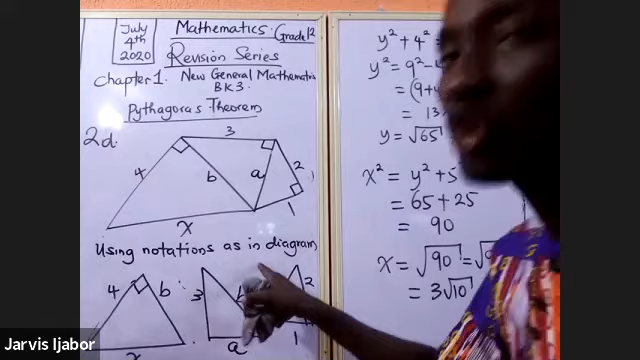 July
4th
2020
Mathematics. Grade 12
Revision Series
Chapter 1. New General Mathematics
BK3.
Pythagoras Theorem
2d.
3
4
b
a
2
1
x
Using notations as in diagram
4
b
3
a
2
1
x
y² + 4²
y² = 9² - 4
= (9+4
= 13
y = √65
x² = y² + 5
= 65 + 25
= 90
x = √90 = √9
= 3√10
Jarvis Ijabor